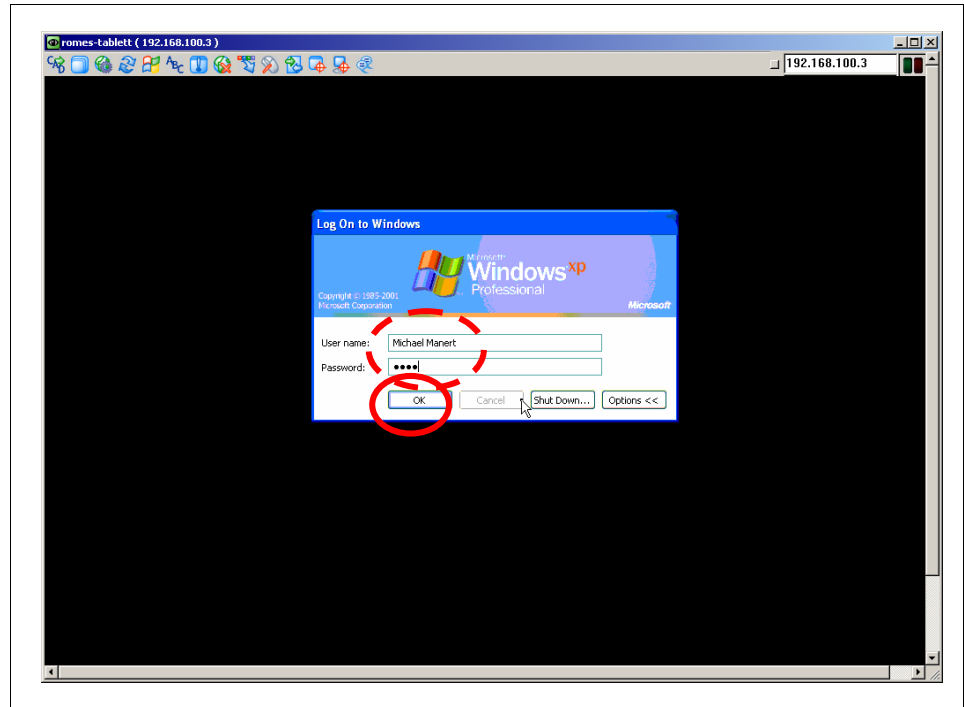 romes-tablett ( 192.168.100.3 )
192.168.100.3
Log On to Windows
Microsoft
Windows xp
Professional
Copyright © 1985-2001
Microsoft Corporation
Microsoft
User name: Michael Manert
Password: ••••
OK Cancel Shut Down... Options <<